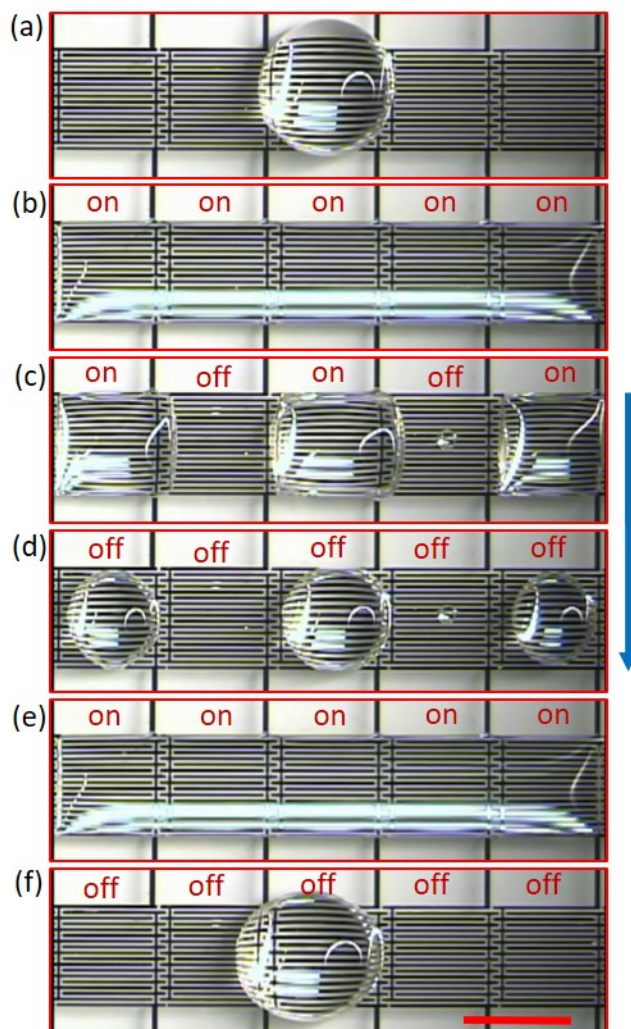 (a)
(b) on on on on on
(c) on off on off on
(d) off off off off off
(e) on on on on on
(f) off off off off off